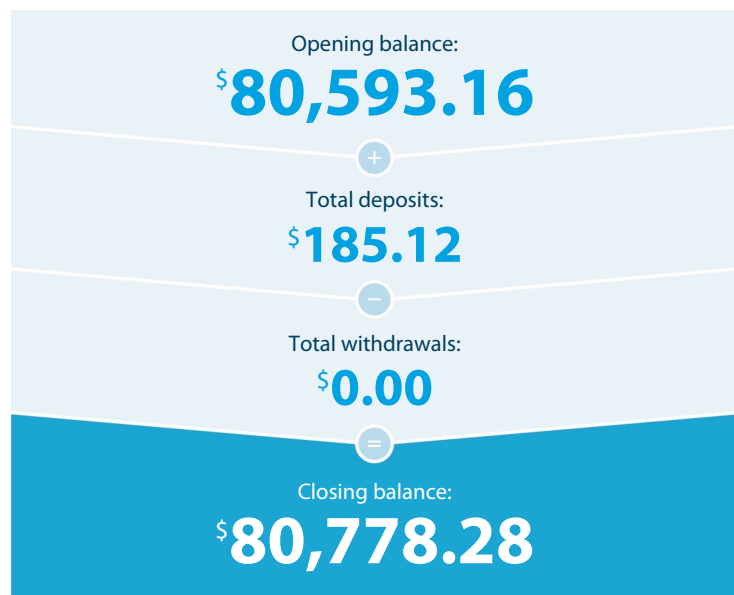 Opening balance:
$80,593.16
+
Total deposits:
$185.12
−
Total withdrawals:
$0.00
=
Closing balance:
$80,778.28